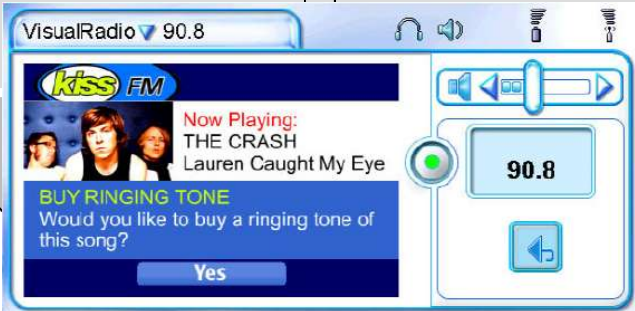 VisualRadio 90.8
kiss FM
Now Playing:
THE CRASH
Lauren Caught My Eye
BUY RINGING TONE
Would you like to buy a ringing tone of
this song?
Yes
90.8